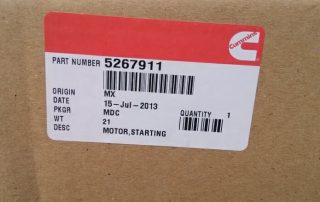 Cummins
PART NUMBER 5267911
ORIGIN MX
DATE 15-Jul-2013
PKGR MDC QUANTITY 1
WT 21
DESC MOTOR,STARTING